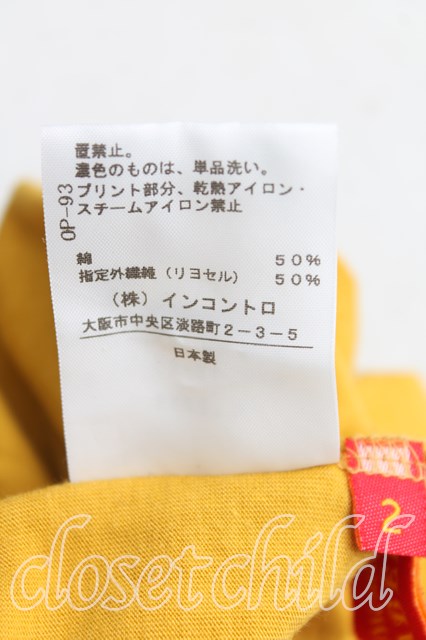 置禁止。
濃色のものは、単品洗い。
プリント部分、乾熱アイロン・
スチームアイロン禁止
OP-93
綿 50%
指定外繊維(リヨセル) 50%
(株)インコントロ
大阪市中央区淡路町2-3-5
日本製
2
closetchild